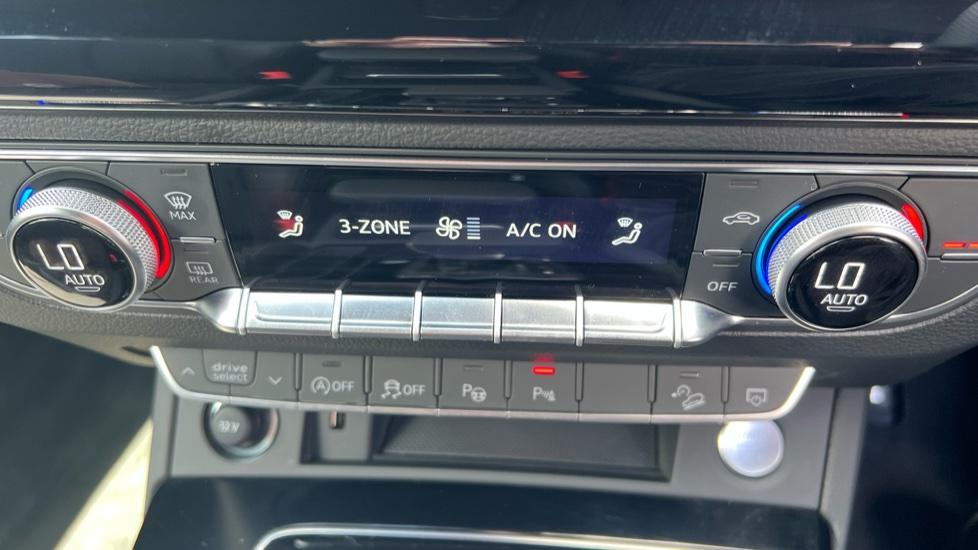 MAX
3-ZONE
A/C ON
LO
AUTO
REAR
OFF
LO
AUTO
drive
select
A OFF
OFF
P
P
12V